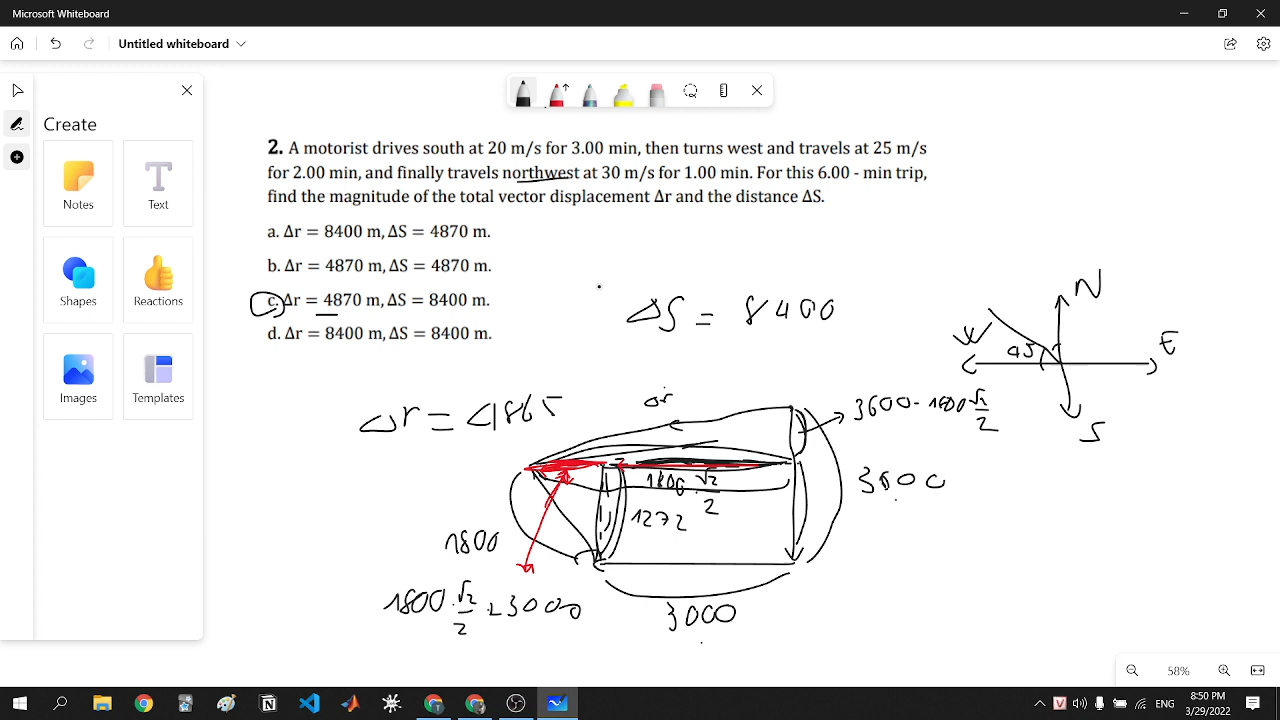 Microsoft Whiteboard
Untitled whiteboard
Create
Notes
Text
Shapes
Reactions
Images
Templates
2. A motorist drives south at 20 m/s for 3.00 min, then turns west and travels at 25 m/s
for 2.00 min, and finally travels northwest at 30 m/s for 1.00 min. For this 6.00 - min trip,
find the magnitude of the total vector displacement Δr and the distance ΔS.
a. Δr = 8400 m, ΔS = 4870 m.
b. Δr = 4870 m, ΔS = 4870 m.
c. Δr = 4870 m, ΔS = 8400 m.
d. Δr = 8400 m, ΔS = 8400 m.
ΔS = 8400
N
W
E
45
S
Δr = 4865
Δr
3600 - 1800 √2/2
3600
1800 √2/2
1272
1800
1800 · √2/2 + 3000
3000
58%
8:50 PM
3/29/2022